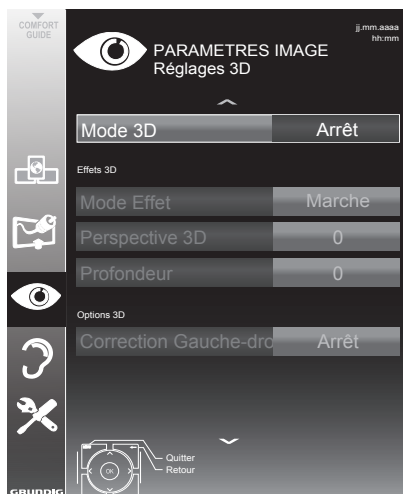 COMFORT
GUIDE
jj.mm.aaaa
hh:mm
PARAMETRES IMAGE
Réglages 3D
Mode 3D Arrêt
Effets 3D
Mode Effet Marche
Perspective 3D 0
Profondeur 0
Options 3D
Correction Gauche-dro Arrêt
Quitter
Retour
OK
GRUNDIG